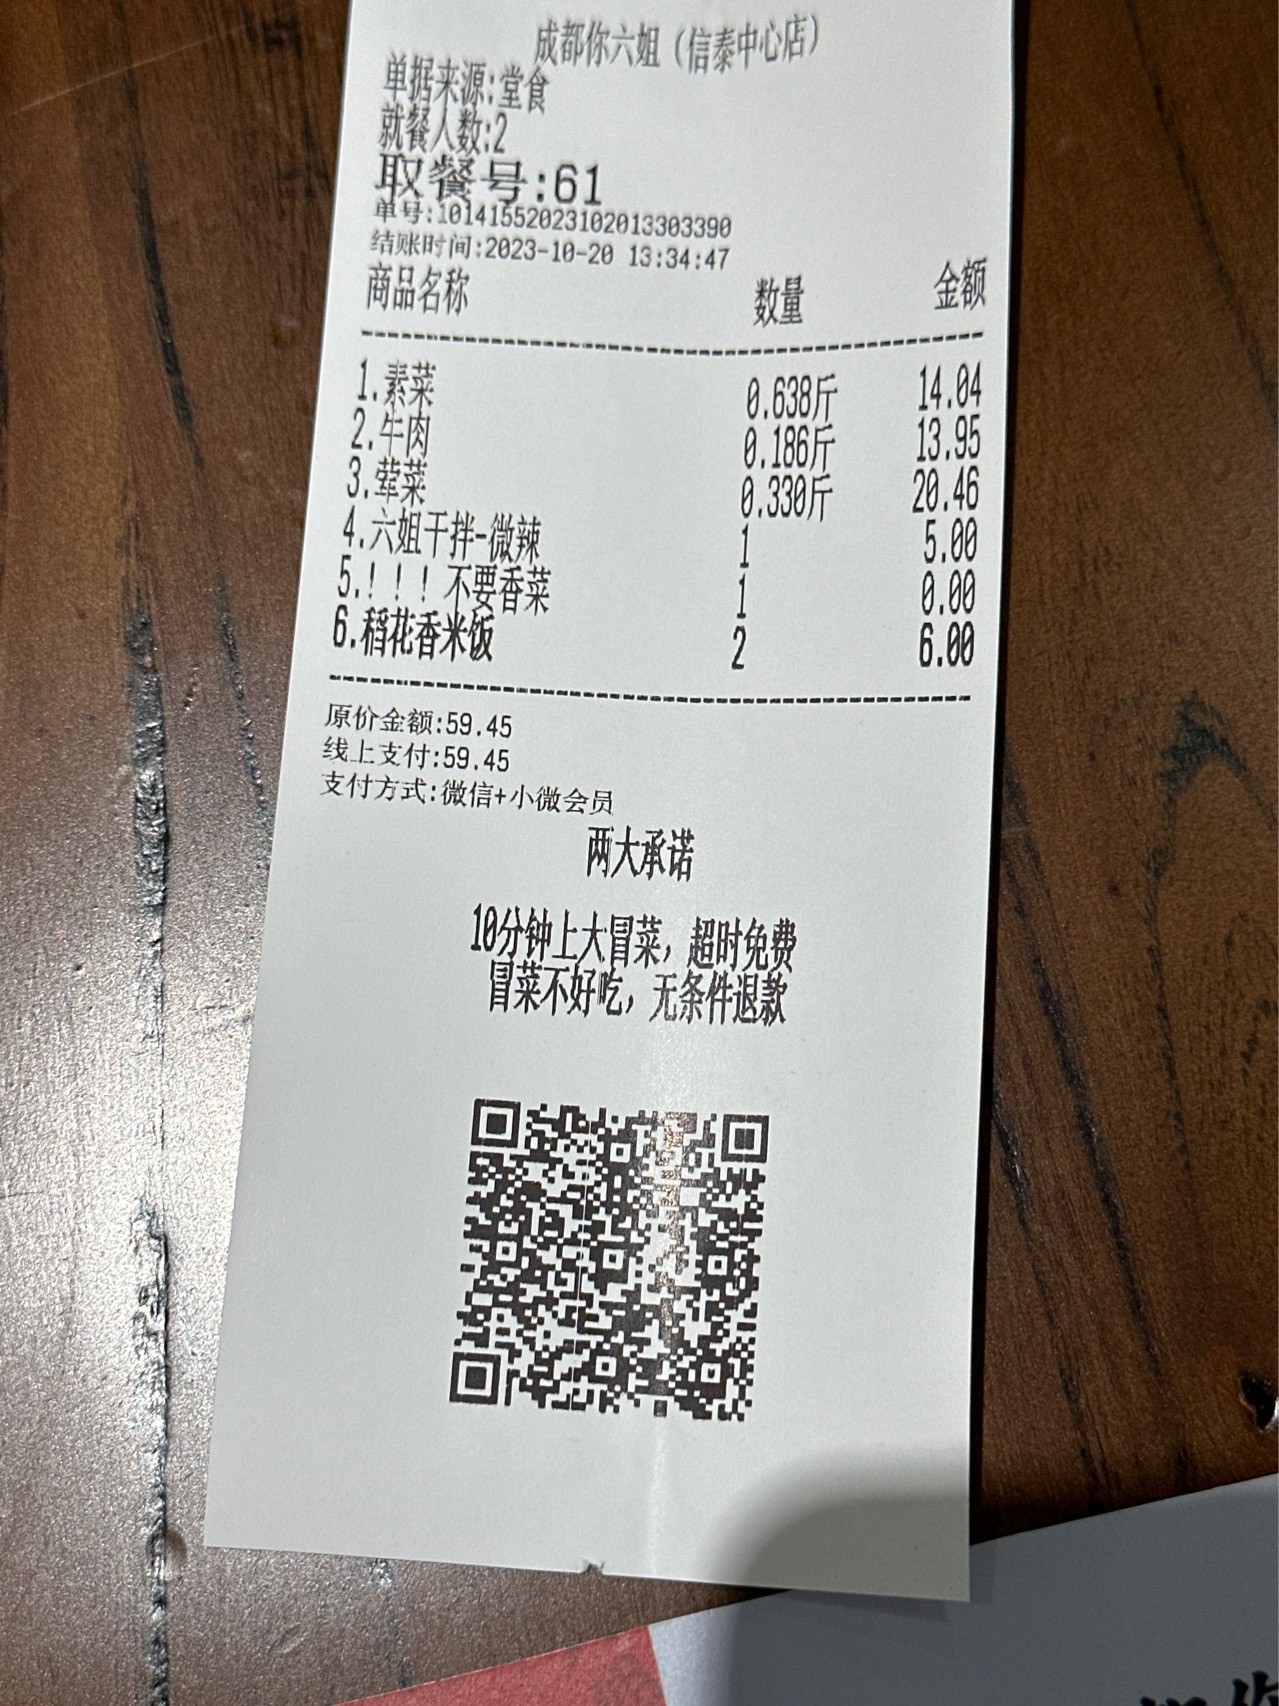 成都你六姐（信泰中心店）
单据来源:堂食
就餐人数:2
取餐号:61
单号:10141552023102013303390
结账时间:2023-10-20 13:34:47
商品名称 数量 金额
1.素菜 0.638斤 14.04
2.牛肉 0.186斤 13.95
3.荤菜 0.330斤 20.46
4.六姐干拌-微辣 1 5.00
5.！！！不要香菜 1 0.00
6.稻花香米饭 2 6.00
原价金额:59.45
线上支付:59.45
支付方式:微信+小微会员
两大承诺
10分钟上大冒菜，超时免费
冒菜不好吃，无条件退款